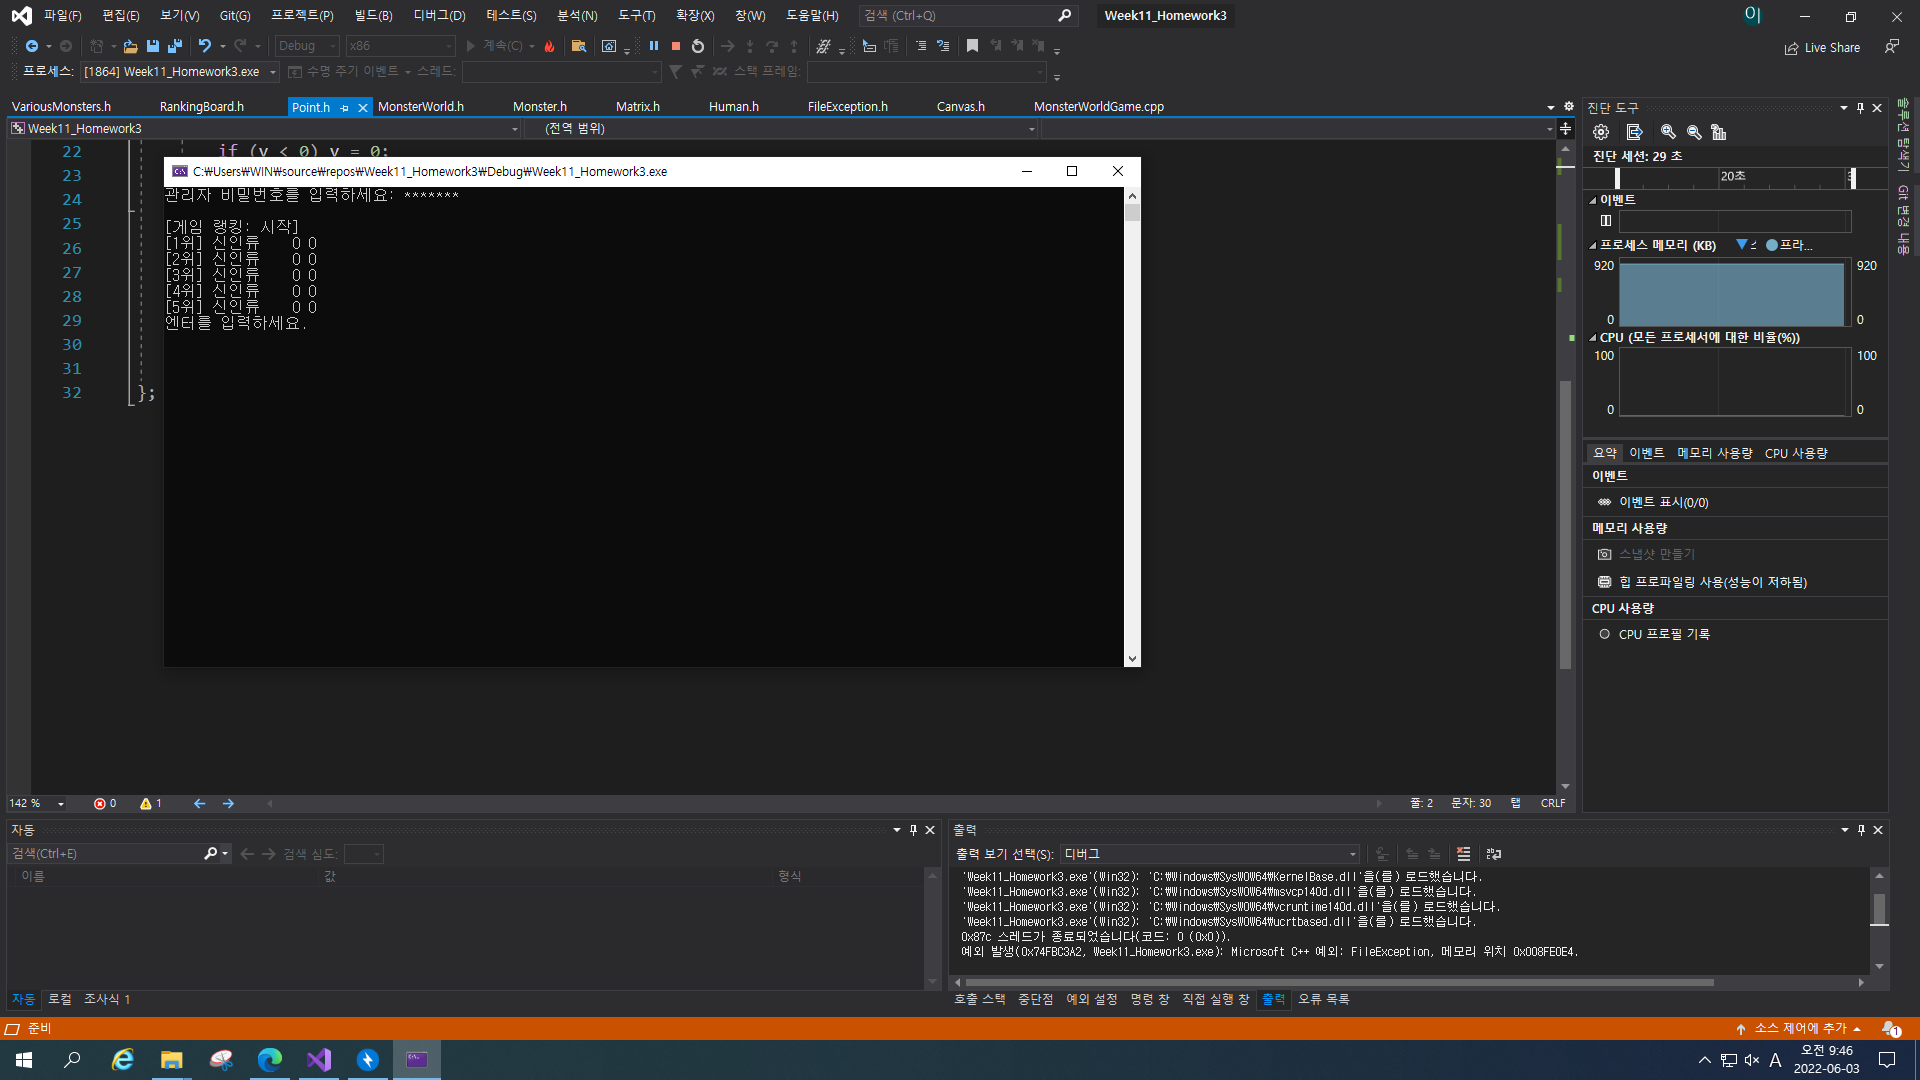 파일(F) 편집(E) 보기(V) Git(G) 프로젝트(P) 빌드(B) 디버그(D) 테스트(S) 분석(N) 도구(T) 확장(X) 창(W) 도움말(H) 검색 (Ctrl+Q) Week11_Homework3
Debug x86 계속(C) Live Share
프로세스: [1864] Week11_Homework3.exe 수명 주기 이벤트 스레드: 스택 프레임:
VariousMonsters.h RankingBoard.h Point.h MonsterWorld.h Monster.h Matrix.h Human.h FileException.h Canvas.h MonsterWorldGame.cpp
Week11_Homework3 (전역 범위)
22 if (y < 0) y = 0;
23
24
25
26
27
28
29
30
31
32 };
C:₩Users₩WIN₩source₩repos₩Week11_Homework3₩Debug₩Week11_Homework3.exe
관리자 비밀번호를 입력하세요: *******
[게임 랭킹: 시작]
[1위] 신인류 0 0
[2위] 신인류 0 0
[3위] 신인류 0 0
[4위] 신인류 0 0
[5위] 신인류 0 0
엔터를 입력하세요.
142 % 0 1 줄: 2 문자: 30 탭 CRLF
진단 도구
진단 세션: 29 초
20초
이벤트
프로세스 메모리 (KB) 프라...
920 920
0 0
CPU (모든 프로세서에 대한 비율(%))
100 100
0 0
요약 이벤트 메모리 사용량 CPU 사용량
이벤트
이벤트 표시(0/0)
메모리 사용량
스냅샷 만들기
힙 프로파일링 사용(성능이 저하됨)
CPU 사용량
CPU 프로필 기록
솔루션 탐색기
Git 변경 내용
자동
검색(Ctrl+E) 검색 심도:
이름 값 형식
자동 로컬 조사식 1
출력
출력 보기 선택(S): 디버그
'Week11_Homework3.exe'(Win32): 'C:₩Windows₩SysWOW64₩KernelBase.dll'을(를) 로드했습니다.
'Week11_Homework3.exe'(Win32): 'C:₩Windows₩SysWOW64₩msvcp140d.dll'을(를) 로드했습니다.
'Week11_Homework3.exe'(Win32): 'C:₩Windows₩SysWOW64₩vcruntime140d.dll'을(를) 로드했습니다.
'Week11_Homework3.exe'(Win32): 'C:₩Windows₩SysWOW64₩ucrtbased.dll'을(를) 로드했습니다.
0x87c 스레드가 종료되었습니다(코드: 0 (0x0)).
예외 발생(0x74FBC3A2, Week11_Homework3.exe): Microsoft C++ 예외: FileException, 메모리 위치 0x008FE0E4.
호출 스택 중단점 예외 설정 명령 창 직접 실행 창 출력 오류 목록
준비 소스 제어에 추가 1
A 오전 9:46
2022-06-03